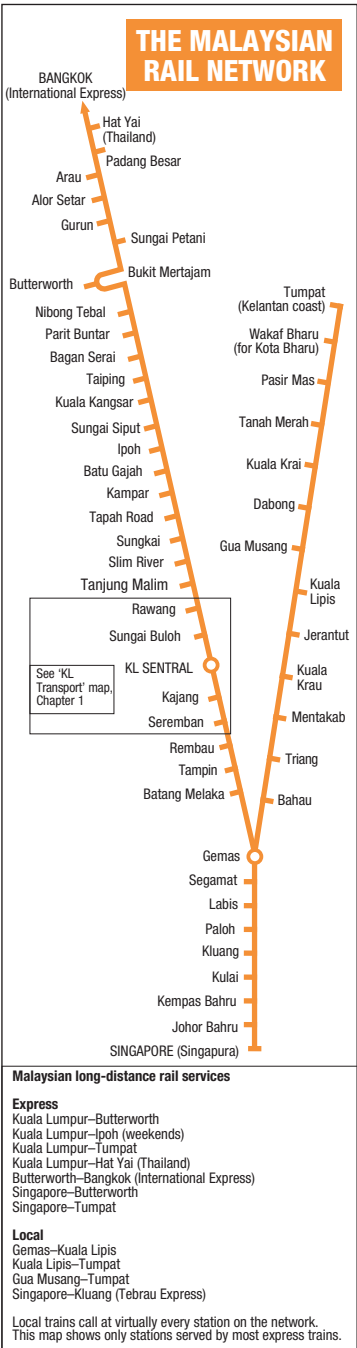 THE MALAYSIAN
RAIL NETWORK
BANGKOK
(International Express)
Hat Yai
(Thailand)
Padang Besar
Arau
Alor Setar
Gurun
Sungai Petani
Bukit Mertajam
Butterworth
Nibong Tebal
Parit Buntar
Bagan Serai
Taiping
Kuala Kangsar
Sungai Siput
Ipoh
Batu Gajah
Kampar
Tapah Road
Sungkai
Slim River
Tanjung Malim
Rawang
Sungai Buloh
KL SENTRAL
See ‘KL
Transport’ map,
Chapter 1
Kajang
Seremban
Rembau
Tampin
Batang Melaka
Tumpat
(Kelantan coast)
Wakaf Bharu
(for Kota Bharu)
Pasir Mas
Tanah Merah
Kuala Krai
Dabong
Gua Musang
Kuala
Lipis
Jerantut
Kuala
Krau
Mentakab
Triang
Bahau
Gemas
Segamat
Labis
Paloh
Kluang
Kulai
Kempas Bahru
Johor Bahru
SINGAPORE (Singapura)
Malaysian long-distance rail services
Express
Kuala Lumpur–Butterworth
Kuala Lumpur–Ipoh (weekends)
Kuala Lumpur–Tumpat
Kuala Lumpur–Hat Yai (Thailand)
Butterworth–Bangkok (International Express)
Singapore–Butterworth
Singapore–Tumpat
Local
Gemas–Kuala Lipis
Kuala Lipis–Tumpat
Gua Musang–Tumpat
Singapore–Kluang (Tebrau Express)
Local trains call at virtually every station on the network.
This map shows only stations served by most express trains.